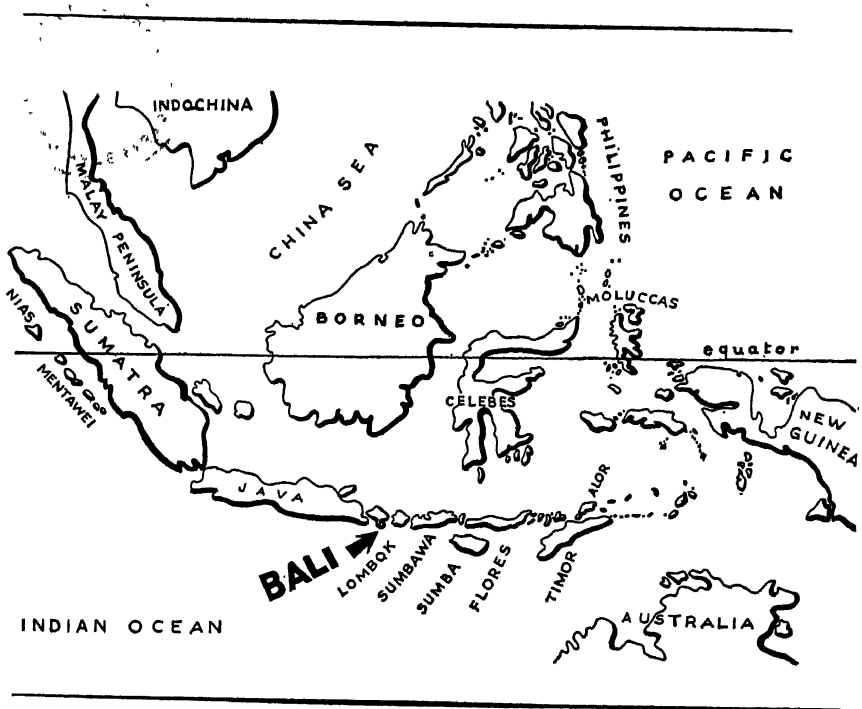 INDOCHINA
PHILIPPINES
PACIFIC
OCEAN
CHINA SEA
MALAY
PENINSULA
NIAS
SUMATRA
MENTAWEI
BORNEO
MOLUCCAS
equator
CELEBES
NEW
GUINEA
JAVA
ALOR
BALI
LOMBOK
SUMBAWA
SUMBA
FLORES
TIMOR
INDIAN OCEAN
AUSTRALIA